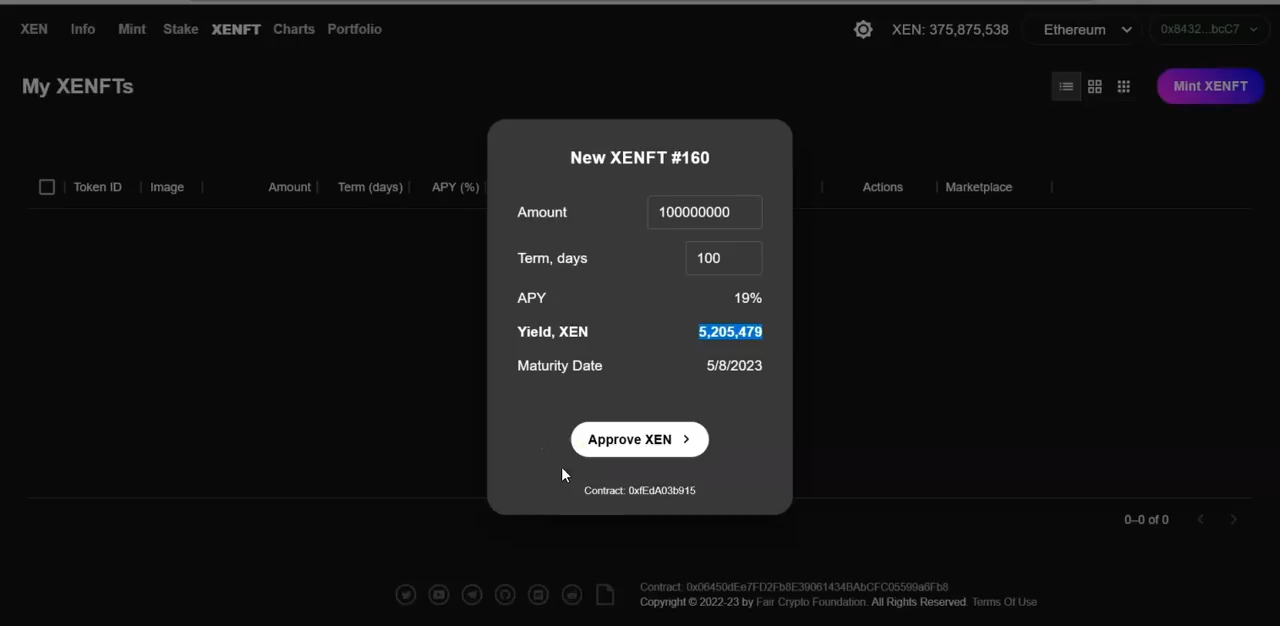 XEN Info Mint Stake XENFT Charts Portfolio XEN: 375,875,538 Ethereum 0x8432...bcC7
My XENFTs Mint XENFT
New XENFT #160
Token ID Image Amount Term (days) APY (%) Actions Marketplace
Amount 100000000
Term, days 100
APY 19%
Yield, XEN 5,205,479
Maturity Date 5/8/2023
Approve XEN
Contract: 0xfEdA03b915
0–0 of 0
Contract: 0x06450dEe7FD2Fb8E39061434BAbCFC05599a6Fb8
Copyright © 2022-23 by Fair Crypto Foundation. All Rights Reserved. Terms Of Use